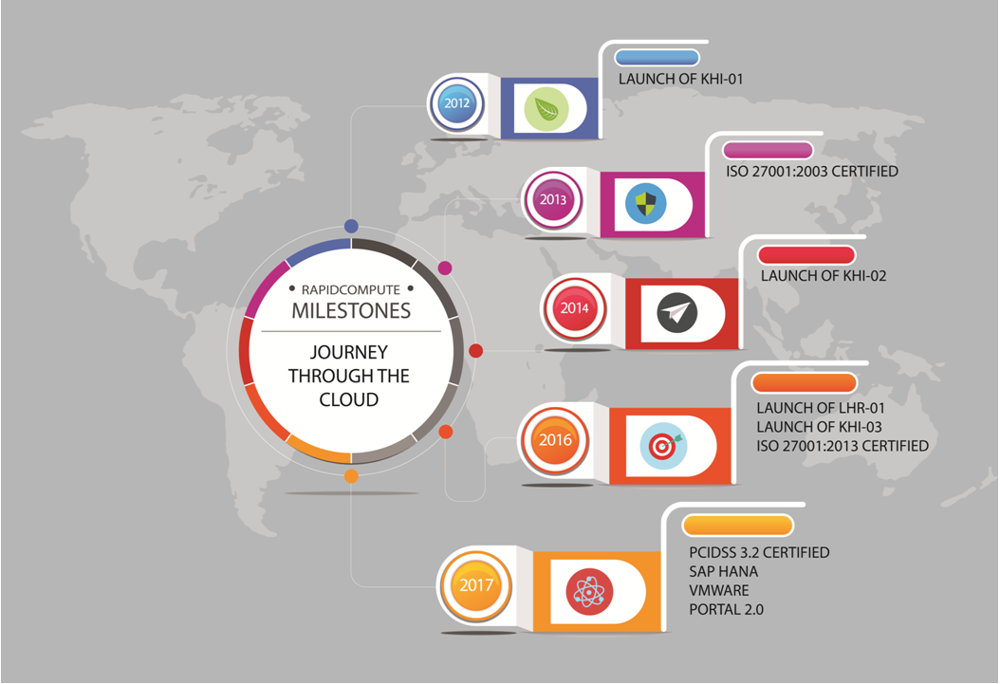 2012
LAUNCH OF KHI-01
2013
ISO 27001:2003 CERTIFIED
2014
LAUNCH OF KHI-02
• RAPIDCOMPUTE •
MILESTONES
JOURNEY
THROUGH THE
CLOUD
2016
LAUNCH OF LHR-01
LAUNCH OF KHI-03
ISO 27001:2013 CERTIFIED
2017
PCIDSS 3.2 CERTIFIED
SAP HANA
VMWARE
PORTAL 2.0